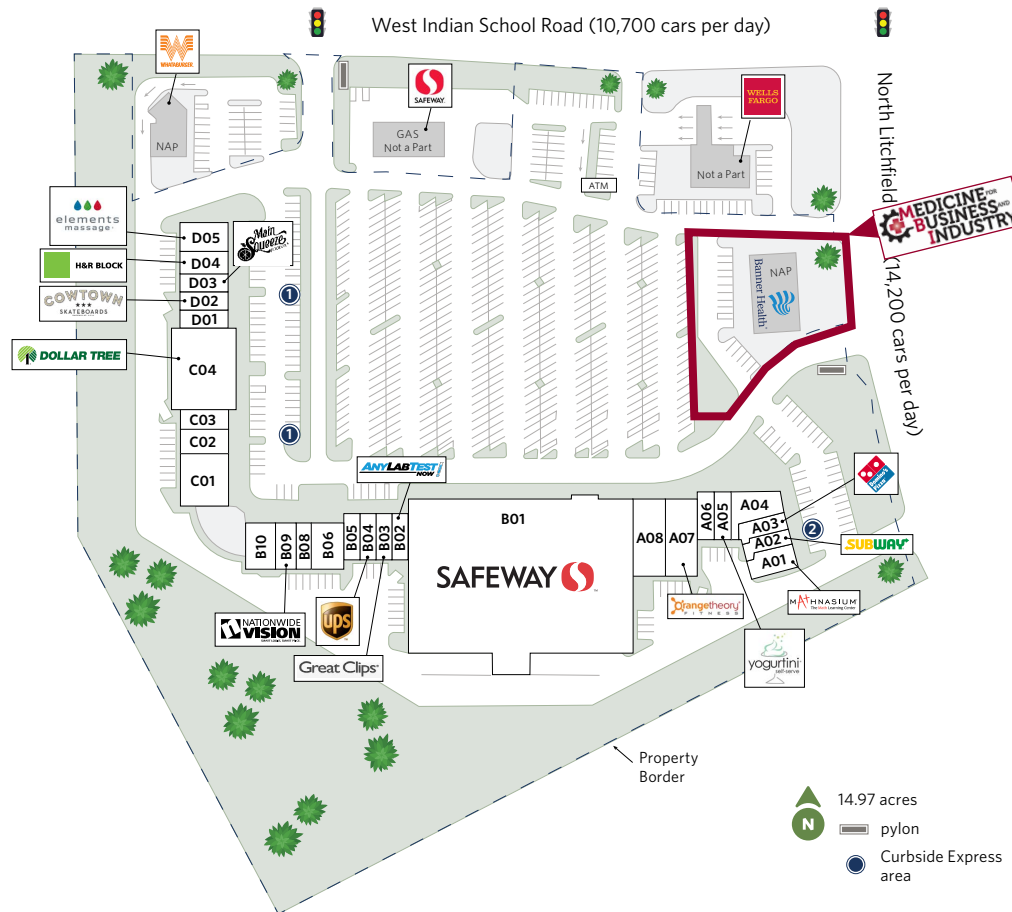 West Indian School Road (10,700 cars per day)
WHATABURGER
SAFEWAY
WELLS
FARGO
NAP
GAS
Not a Part
Not a Part
ATM
North Litchfield
(14,200 cars per day)
MEDICINE FOR
BUSINESS AND
INDUSTRY
elements
massage
D05
Main
Squeeze
H&R BLOCK
D04
D03
COWTOWN
SKATEBOARDS
D02
D01
1
NAP
Banner Health
DOLLAR TREE
C04
C03
C02
1
C01
ANYLABTEST
NOW
Domino's
Pizza
B10
B09
B08
B06
B05
B04
B03
B02
B01
SAFEWAY
A08
A07
A06
A05
A04
A03
A02
A01
2
SUBWAY
NATIONWIDE
VISION
ups
Great Clips
orangetheory
FITNESS
MATHNASIUM
The Math Learning Center
yogurtini
self-serve
Property
Border
N
14.97 acres
pylon
Curbside Express
area